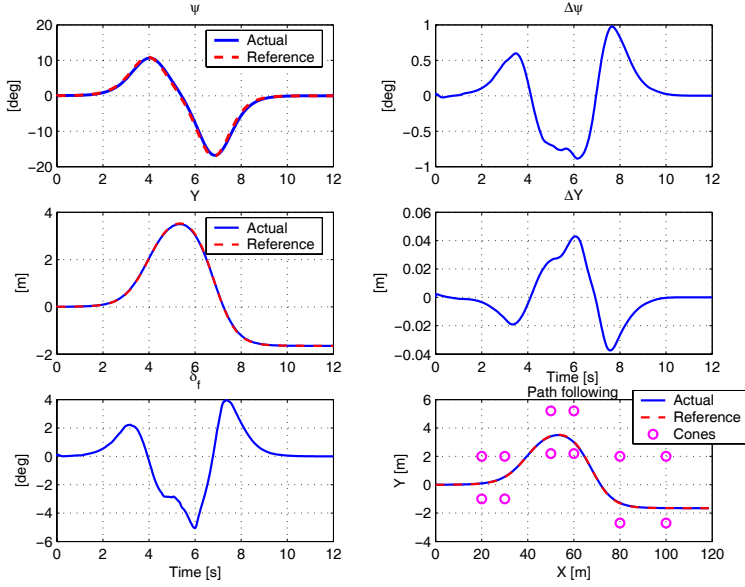 ψ
20
10
0
−10
−20
[deg]
Actual
Reference
0 2 4 6 8 10 12
Δψ
1
0.5
0
−0.5
−1
[deg]
0 2 4 6 8 10 12
Y
4
2
0
−2
[m]
Actual
Reference
0 2 4 6 8 10 12
ΔY
0.06
0.04
0.02
0
−0.02
−0.04
[m]
0 2 4 6 8 10 12
Time [s]
δf
4
2
0
−2
−4
−6
[deg]
0 2 4 6 8 10 12
Time [s]
Path following
6
4
2
0
−2
−4
Y [m]
Actual
Reference
Cones
0 20 40 60 80 100 120
X [m]